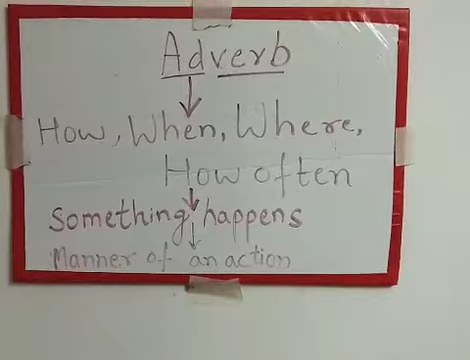 Adverb
How, When, Where,
How often
Something happens
Manner of an action